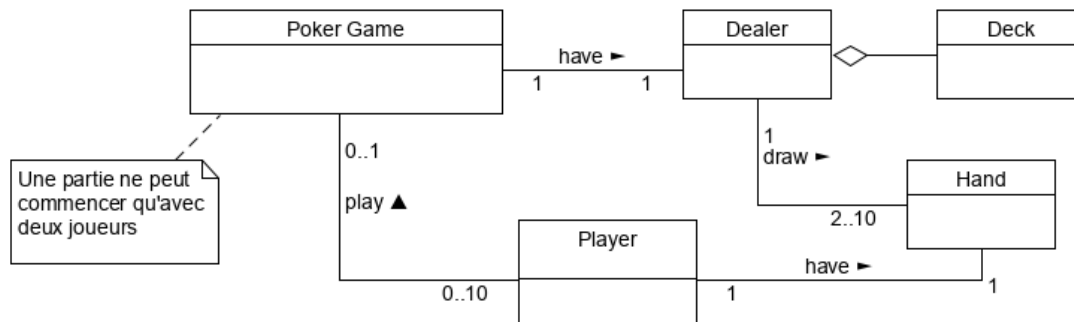 Poker Game
Dealer
Deck
have ►
1
1
0..1
1
draw ►
Une partie ne peut
commencer qu'avec
deux joueurs
Hand
play ▲
2..10
Player
have ►
0..10
1
1